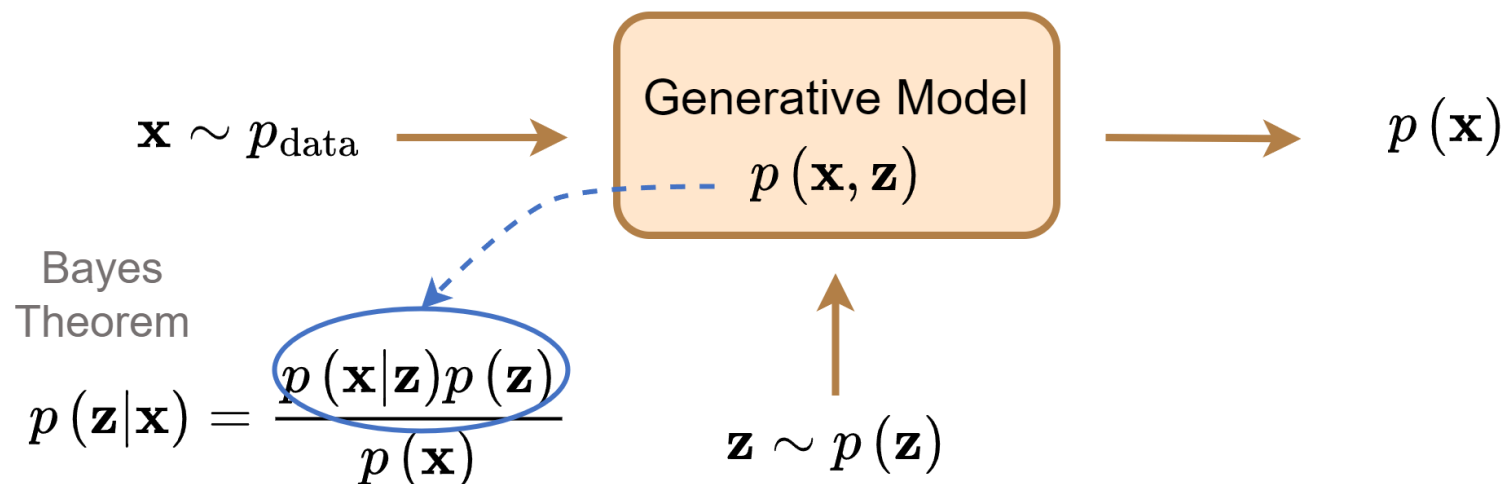 Generative Model
x ∼ p_data
p (x, z)
p (x)
Bayes
Theorem
p (z|x) = p (x|z)p (z) / p (x)
z ∼ p (z)